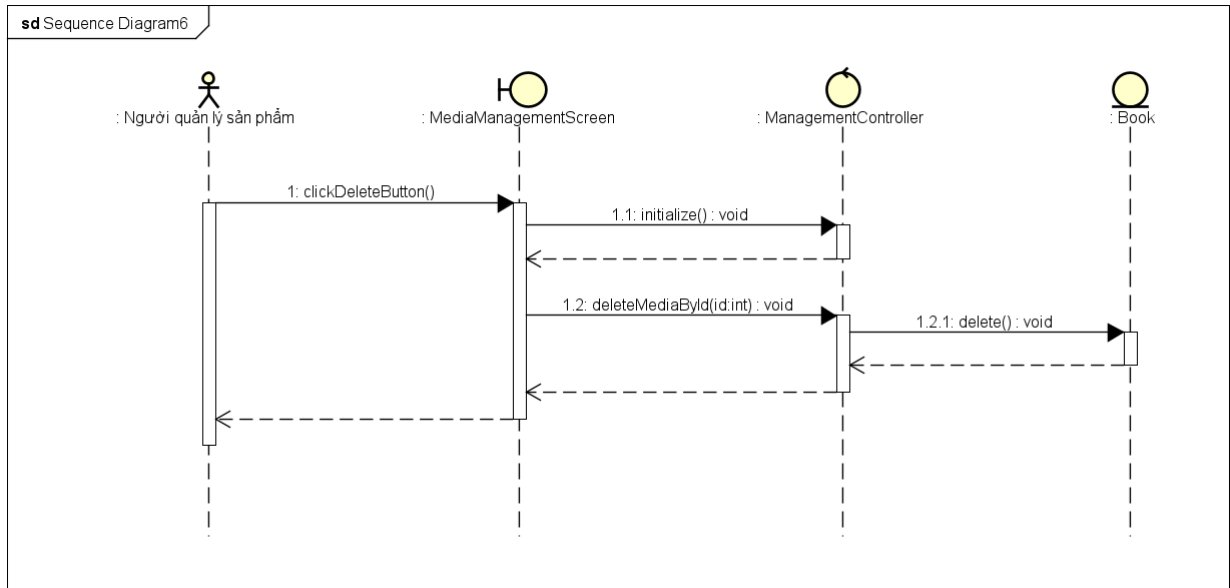 sd Sequence Diagram6
: Người quản lý sản phẩm
: MediaManagementScreen
: ManagementController
: Book
1: clickDeleteButton()
1.1: initialize() : void
1.2: deleteMediaById(id:int) : void
1.2.1: delete() : void